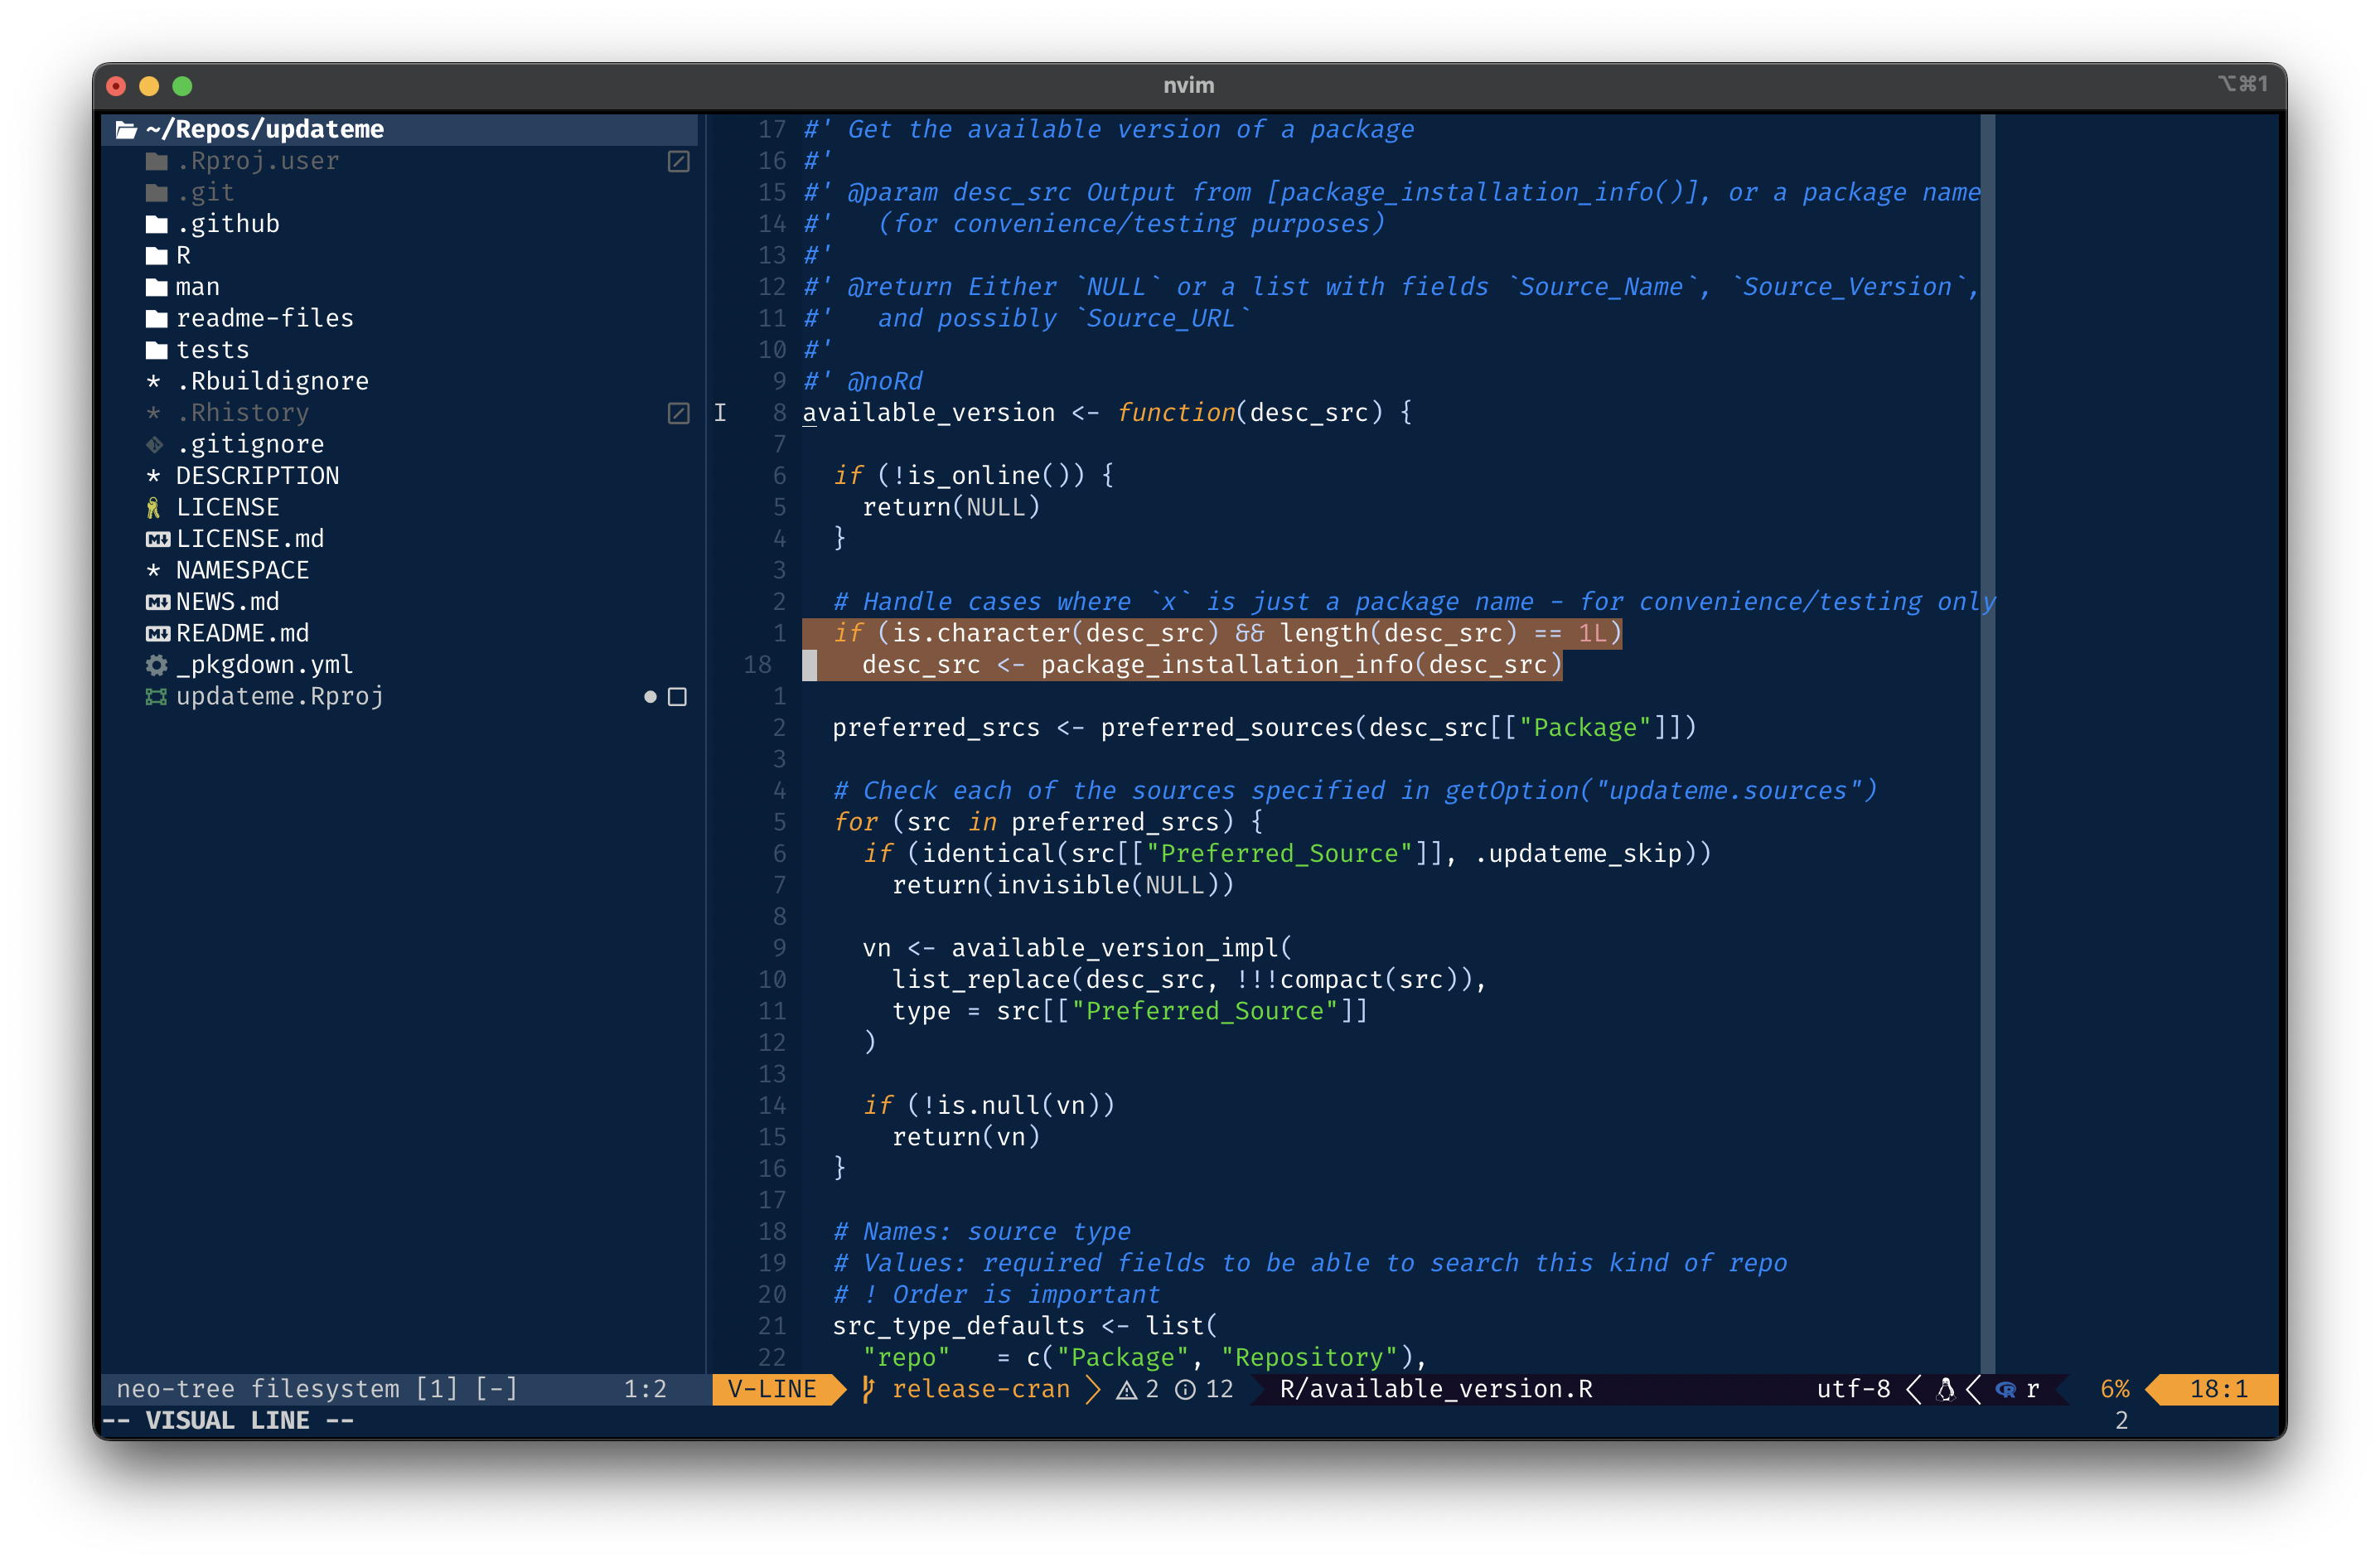 nvim
⌥⌘1
~/Repos/updateme
.Rproj.user
.git
.github
R
man
readme-files
tests
* .Rbuildignore
* .Rhistory
.gitignore
* DESCRIPTION
LICENSE
LICENSE.md
* NAMESPACE
NEWS.md
README.md
_pkgdown.yml
updateme.Rproj
neo-tree filesystem [1] [-] 1:2
17 #' Get the available version of a package
16 #'
15 #' @param desc_src Output from [package_installation_info()], or a package name
14 #'   (for convenience/testing purposes)
13 #'
12 #' @return Either `NULL` or a list with fields `Source_Name`, `Source_Version`,
11 #'   and possibly `Source_URL`
10 #'
9 #' @noRd
I 8 available_version <- function(desc_src) {
7
6   if (!is_online()) {
5     return(NULL)
4   }
3
2   # Handle cases where `x` is just a package name - for convenience/testing only
1   if (is.character(desc_src) && length(desc_src) == 1L)
18     desc_src <- package_installation_info(desc_src)
1
2   preferred_srcs <- preferred_sources(desc_src[["Package"]])
3
4   # Check each of the sources specified in getOption("updateme.sources")
5   for (src in preferred_srcs) {
6     if (identical(src[["Preferred_Source"]], .updateme_skip))
7       return(invisible(NULL))
8
9     vn <- available_version_impl(
10       list_replace(desc_src, !!!compact(src)),
11       type = src[["Preferred_Source"]]
12     )
13
14     if (!is.null(vn))
15       return(vn)
16   }
17
18   # Names: source type
19   # Values: required fields to be able to search this kind of repo
20   # ! Order is important
21   src_type_defaults <- list(
22     "repo"   = c("Package", "Repository"),
V-LINE release-cran 2 12 R/available_version.R utf-8 r 6% 18:1
-- VISUAL LINE -- 2